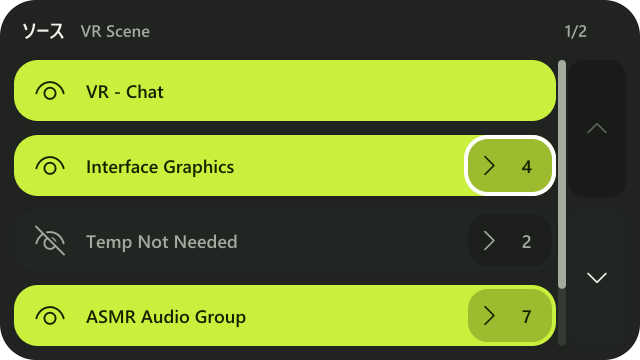 ソース VR Scene 1/2
VR - Chat
Interface Graphics 4
Temp Not Needed 2
ASMR Audio Group 7